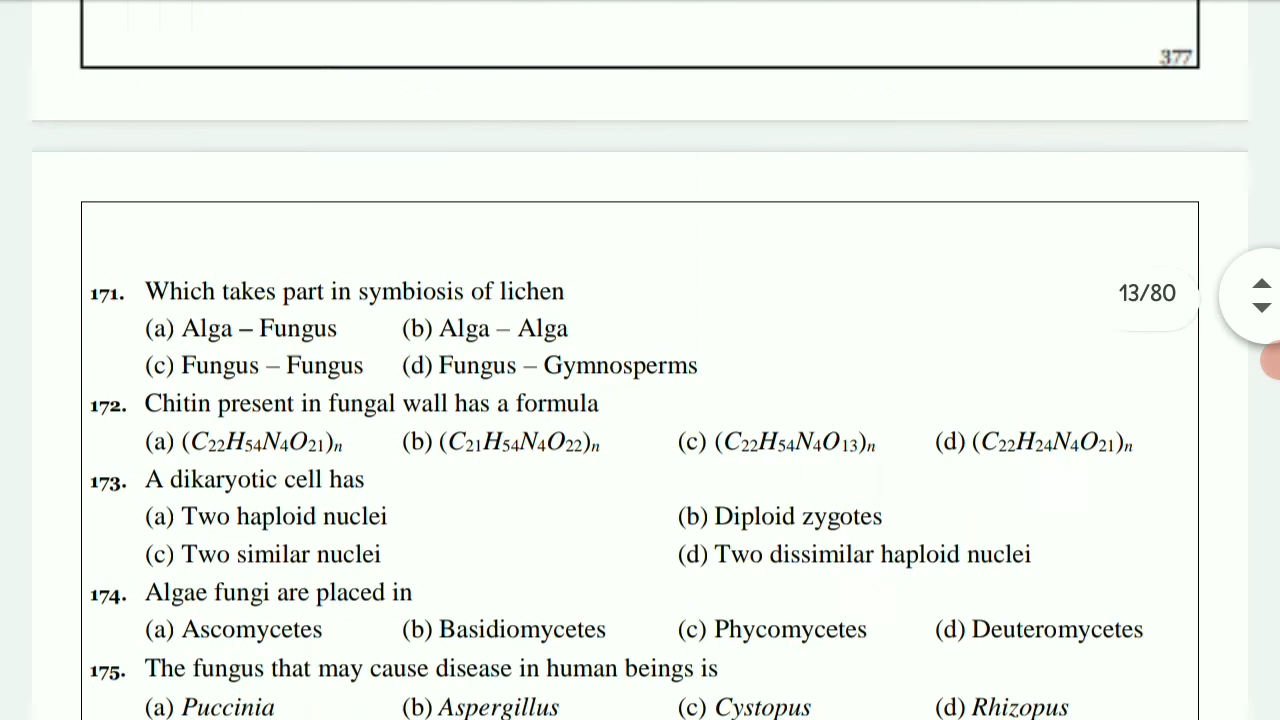 377
13/80
171. Which takes part in symbiosis of lichen
(a) Alga – Fungus (b) Alga – Alga
(c) Fungus – Fungus (d) Fungus – Gymnosperms
172. Chitin present in fungal wall has a formula
(a) (C22H54N4O21)n (b) (C21H54N4O22)n (c) (C22H54N4O13)n (d) (C22H24N4O21)n
173. A dikaryotic cell has
(a) Two haploid nuclei (b) Diploid zygotes
(c) Two similar nuclei (d) Two dissimilar haploid nuclei
174. Algae fungi are placed in
(a) Ascomycetes (b) Basidiomycetes (c) Phycomycetes (d) Deuteromycetes
175. The fungus that may cause disease in human beings is
(a) Puccinia (b) Aspergillus (c) Cystopus (d) Rhizopus